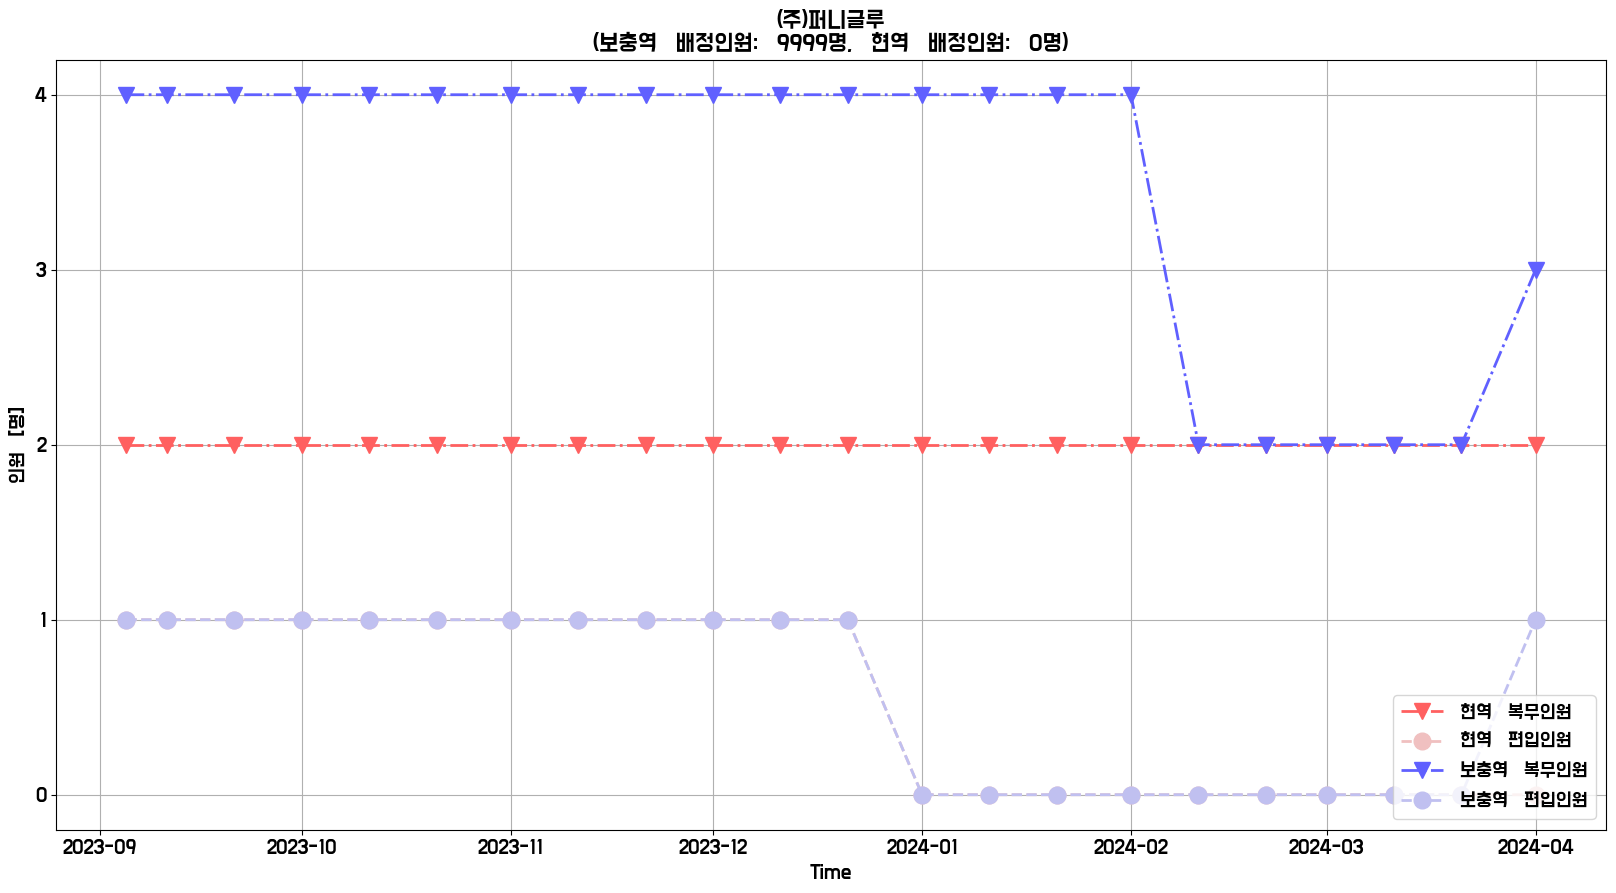 (주)퍼니글루
(보충역 배정인원: 9999명, 현역 배정인원: 0명)
4
3
2
1
0
인원 [명]
2023-09 2023-10 2023-11 2023-12 2024-01 2024-02 2024-03 2024-04
Time
현역 복무인원
현역 편입인원
보충역 복무인원
보충역 편입인원